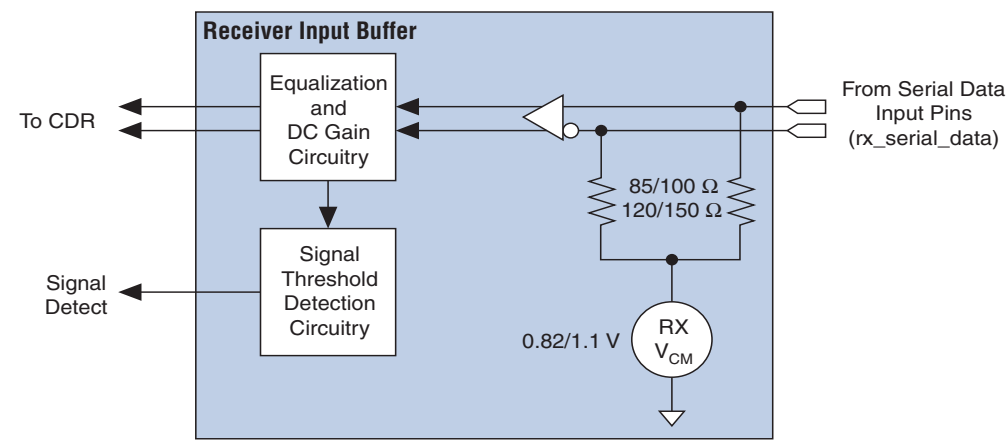 Receiver Input Buffer
Equalization
and
DC Gain
Circuitry
To CDR
From Serial Data
Input Pins
(rx_serial_data)
85/100 Ω
120/150 Ω
Signal
Threshold
Detection
Circuitry
Signal
Detect
0.82/1.1 V
RX
VCM